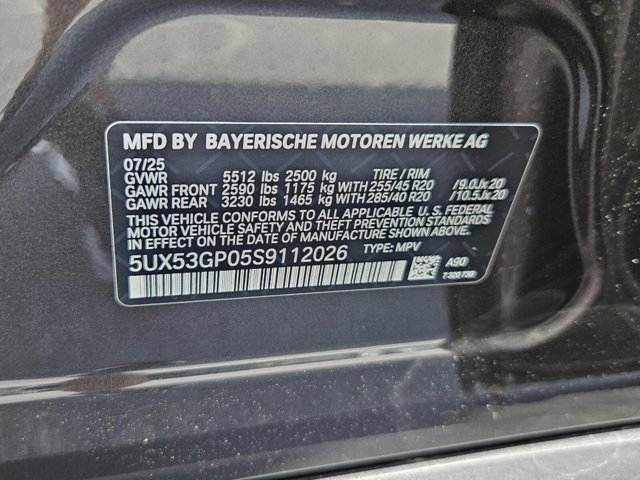 MFD BY BAYERISCHE MOTOREN WERKE AG
07/25
GVWR 5512 lbs 2500 kg TIRE / RIM
GAWR FRONT 2590 lbs 1175 kg WITH 255/45 R20 /9.0Jx20
GAWR REAR 3230 lbs 1465 kg WITH 285/40 R20 /10.5Jx20
THIS VEHICLE CONFORMS TO ALL APPLICABLE U. S. FEDERAL
MOTOR VEHICLE SAFETY AND THEFT PREVENTION STANDARDS
IN EFFECT ON THE DATE OF MANUFACTURE SHOWN ABOVE.
5UX53GP05S9112026 TYPE: MPV
A90
7 320 730